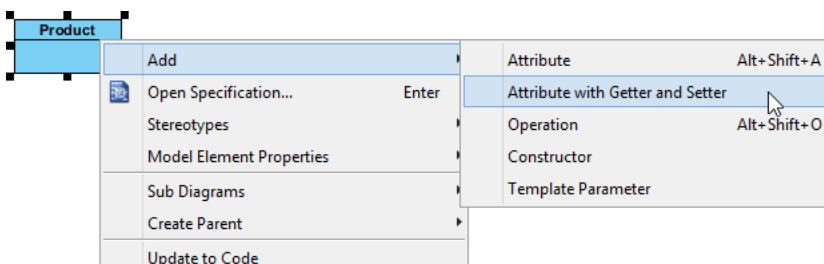 Product
Add
Open Specification... Enter
Stereotypes
Model Element Properties
Sub Diagrams
Create Parent
Update to Code
Attribute Alt+Shift+A
Attribute with Getter and Setter
Operation Alt+Shift+O
Constructor
Template Parameter